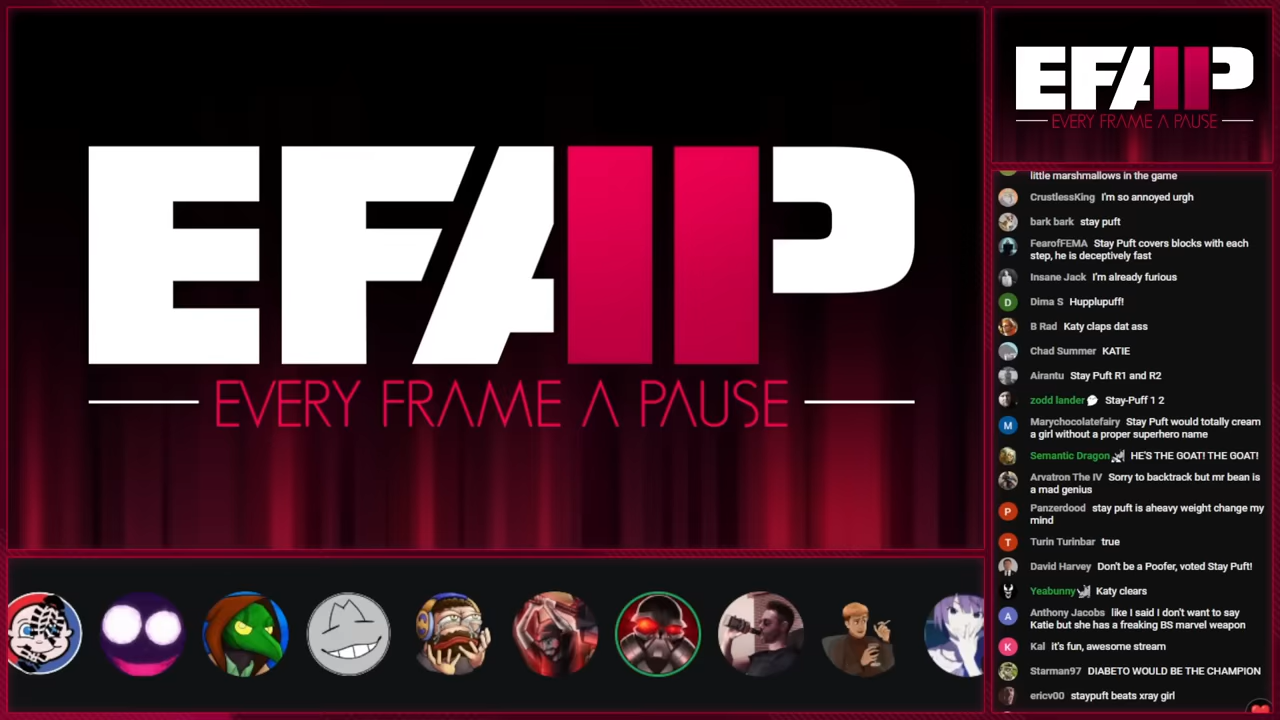 EFAP
EVERY FRAME A PAUSE
EFAP
EVERY FRAME A PAUSE
little marshmallows in the game
CrustlessKing I'm so annoyed urgh
bark bark stay puft
FearofFEMA Stay Puft covers blocks with each
step, he is deceptively fast
Insane Jack I'm already furious
D
Dima S Hupplupuff!
B Rad Katy claps dat ass
Chad Summer KATIE
Airantu Stay Puft R1 and R2
zodd lander Stay-Puff 1 2
M
Marychocolatefairy Stay Puft would totally cream
a girl without a proper superhero name
Semantic Dragon HE'S THE GOAT! THE GOAT!
Arvatron The IV Sorry to backtrack but mr bean is
a mad genius
P
Panzerdood stay puft is aheavy weight change my
mind
T
Turin Turinbar true
David Harvey Don't be a Poofer, voted Stay Puft!
Yeabunny Katy clears
A
Anthony Jacobs like I said I don't want to say
Katie but she has a freaking BS marvel weapon
K
Kal it's fun, awesome stream
Starman97 DIABETO WOULD BE THE CHAMPION
ericv00 staypuft beats xray girl